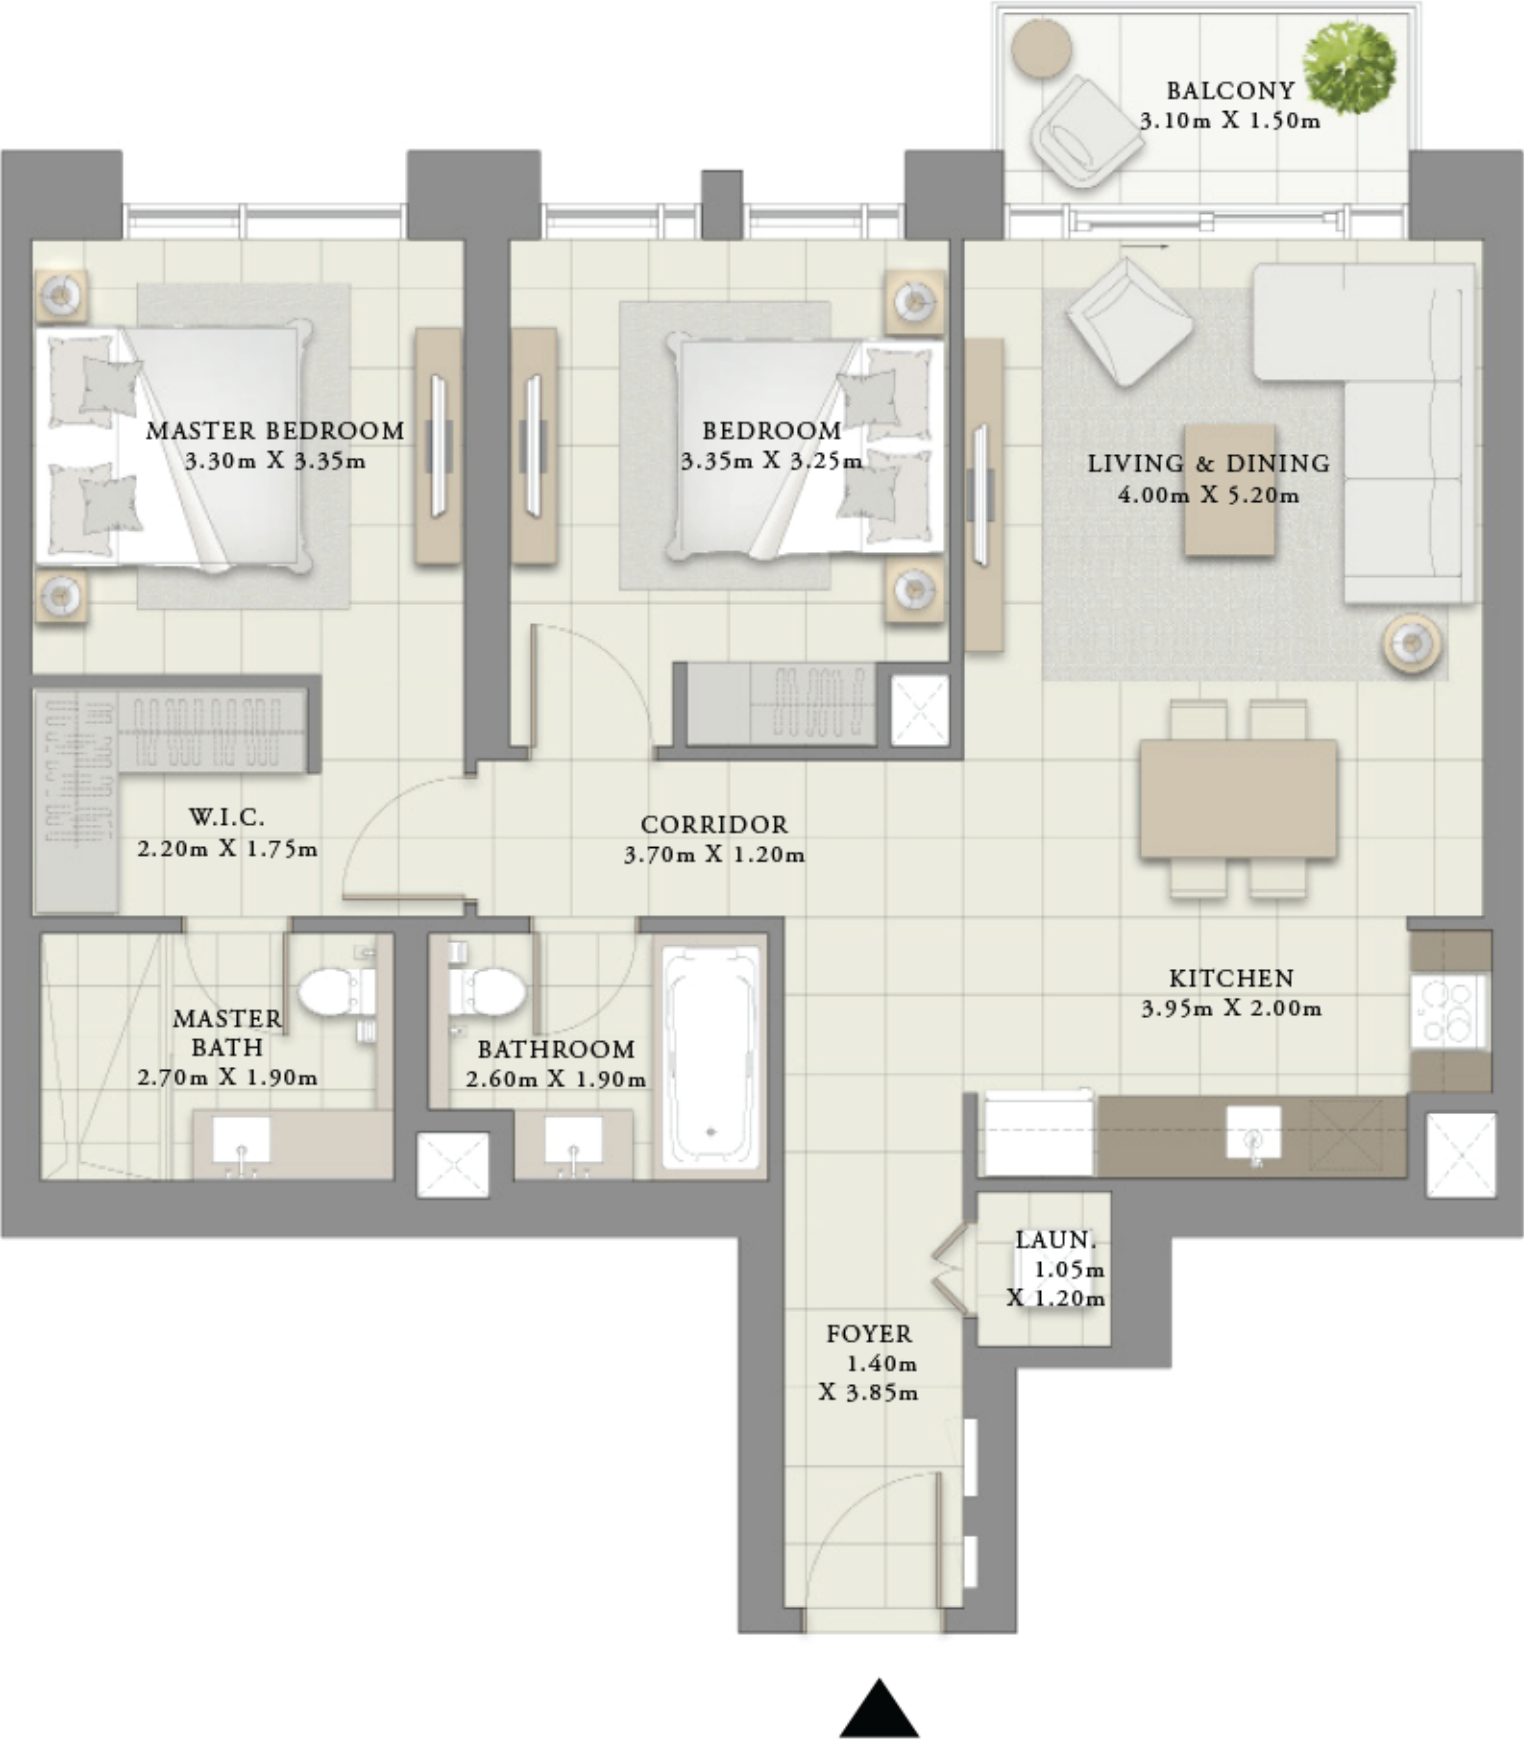 BALCONY
3.10m X 1.50m
MASTER BEDROOM
3.30m X 3.35m
BEDROOM
3.35m X 3.25m
LIVING & DINING
4.00m X 5.20m
W.I.C.
2.20m X 1.75m
CORRIDOR
3.70m X 1.20m
KITCHEN
3.95m X 2.00m
MASTER
BATH
2.70m X 1.90m
BATHROOM
2.60m X 1.90m
LAUN.
1.05m
X 1.20m
FOYER
1.40m
X 3.85m